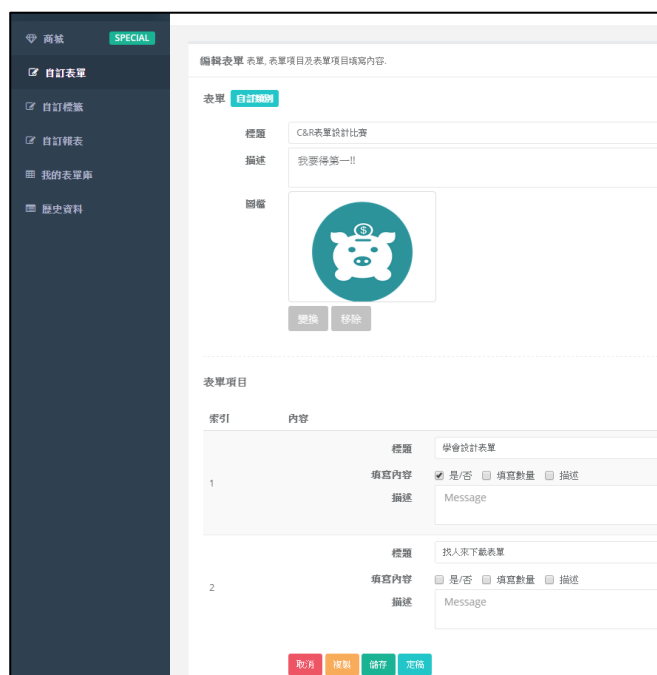 商城 SPECIAL
自訂表單
自訂標籤
自訂報表
我的表單庫
歷史資料
編輯表單 表單, 表單項目及表單項目填寫內容.
表單 自訂類別
標題 C&R表單設計比賽
描述 我要得第一!!
圖檔
$
變換 移除
表單項目
索引 內容
標題 學會設計表單
1
填寫內容 是/否 填寫數量 描述
描述 Message
標題 找人來下載表單
2
填寫內容 是/否 填寫數量 描述
描述 Message
取消 複製 儲存 定稿